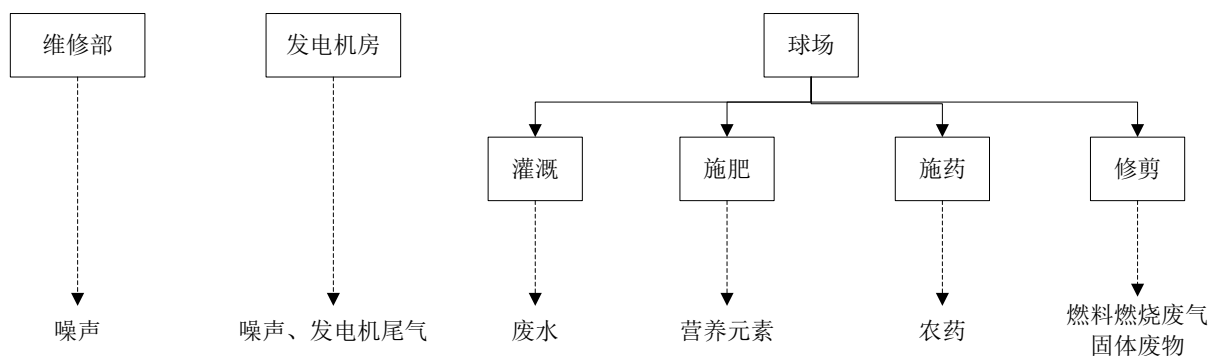 维修部
发电机房
球场
灌溉
施肥
施药
修剪
噪声
噪声、发电机尾气
废水
营养元素
农药
燃料燃烧废气
固体废物